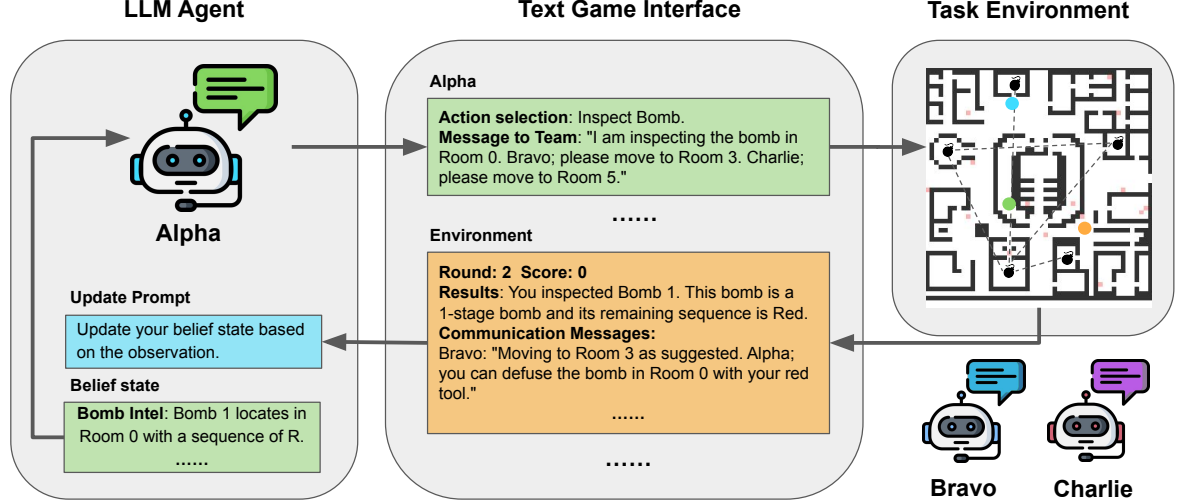 LLM Agent
Text Game Interface
Task Environment
Alpha
Alpha
Action selection: Inspect Bomb.
Message to Team: "I am inspecting the bomb in
Room 0. Bravo; please move to Room 3. Charlie;
please move to Room 5."
......
Environment
Round: 2 Score: 0
Results: You inspected Bomb 1. This bomb is a
1-stage bomb and its remaining sequence is Red.
Communication Messages:
Bravo: "Moving to Room 3 as suggested. Alpha;
you can defuse the bomb in Room 0 with your red
tool."
......
......
Update Prompt
Update your belief state based
on the observation.
Belief state
Bomb Intel: Bomb 1 locates in
Room 0 with a sequence of R.
......
Bravo
Charlie